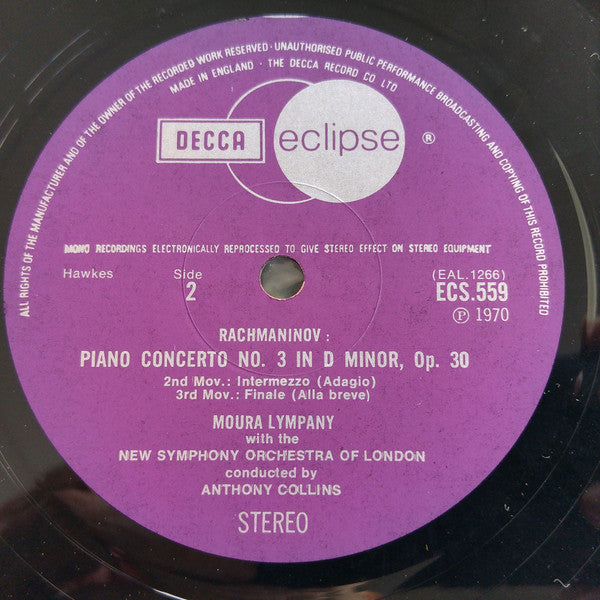 ALL RIGHTS OF THE MANUFACTURER AND OF THE OWNER OF THE RECORDED WORK RESERVED · UNAUTHORISED PUBLIC PERFORMANCE BROADCASTING AND COPYING OF THIS RECORD PROHIBITED
MADE IN ENGLAND · THE DECCA RECORD CO LTD
DECCA eclipse ®
MONO RECORDINGS ELECTRONICALLY REPROCESSED TO GIVE STEREO EFFECT ON STEREO EQUIPMENT
Hawkes Side (EAL.1266)
2 ECS.559
Ⓟ 1970
RACHMANINOV :
PIANO CONCERTO NO. 3 IN D MINOR, Op. 30
2nd Mov.: Intermezzo (Adagio)
3rd Mov.: Finale (Alla breve)
MOURA LYMPANY
with the
NEW SYMPHONY ORCHESTRA OF LONDON
conducted by
ANTHONY COLLINS
STEREO